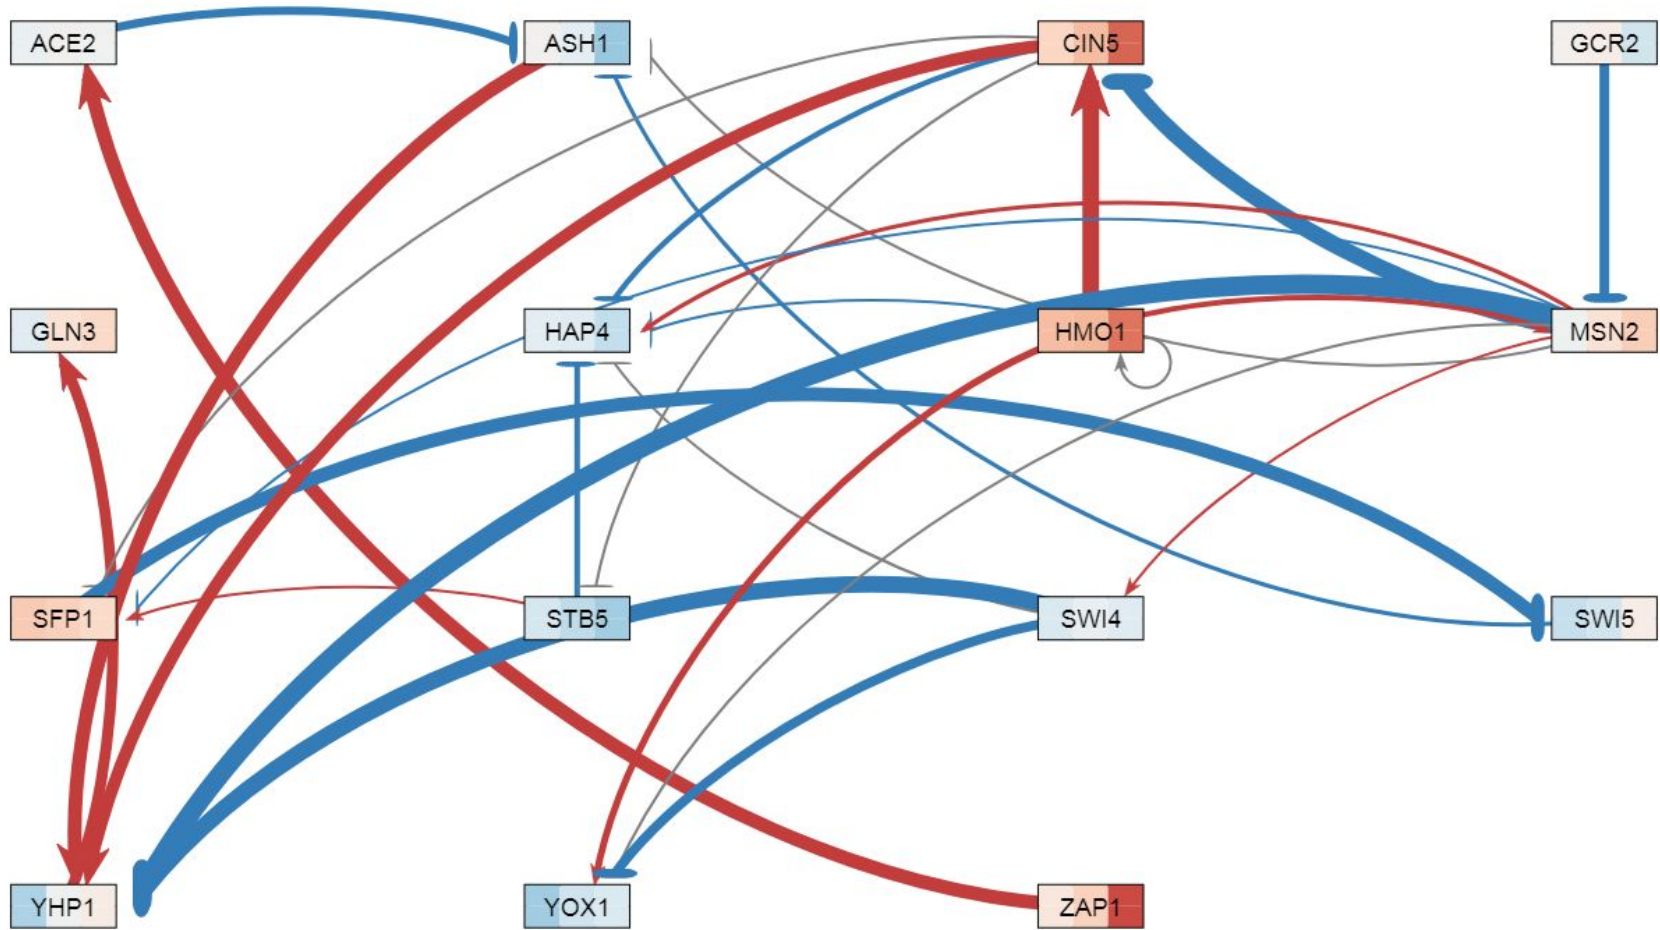 ACE2
ASH1
CIN5
GCR2
GLN3
HAP4
HMO1
MSN2
SFP1
STB5
SWI4
SWI5
YHP1
YOX1
ZAP1